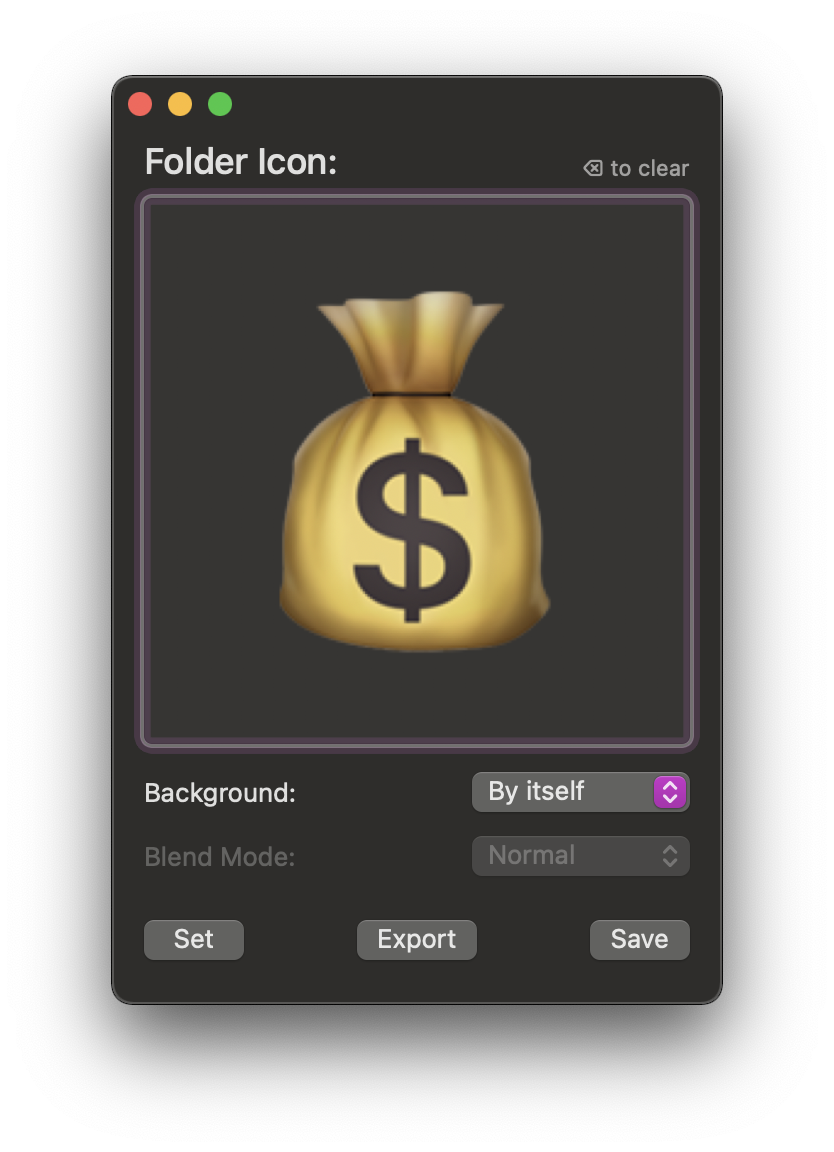 Folder Icon:
⌫ to clear
$
Background:
By itself
Blend Mode:
Normal
Set
Export
Save